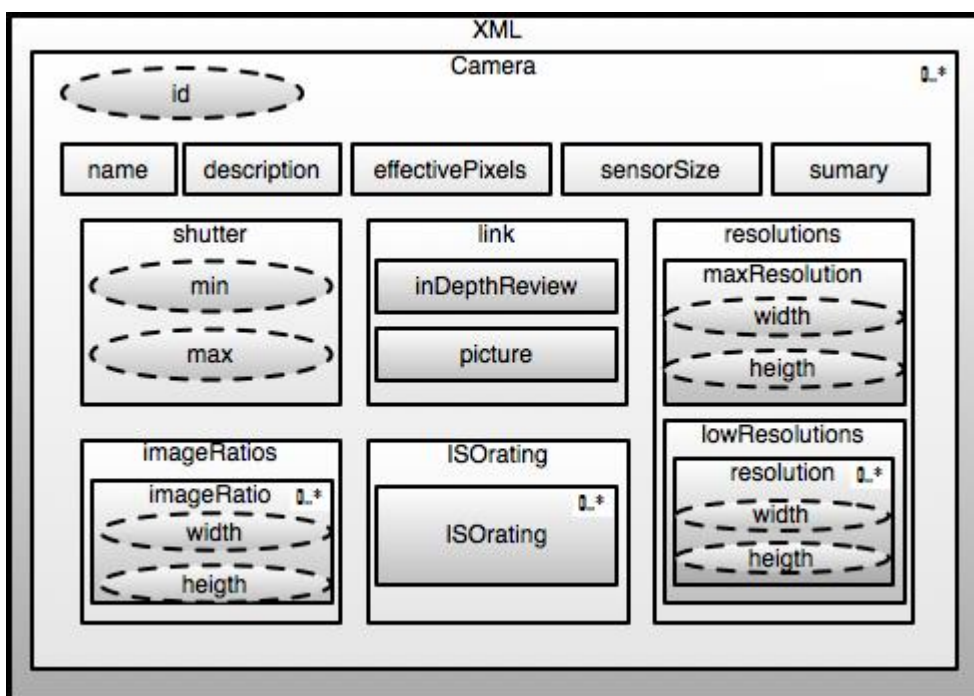 XML
Camera
0..*
id
name
description
effectivePixels
sensorSize
sumary
shutter
min
max
link
inDepthReview
picture
resolutions
maxResolution
width
heigth
lowResolutions
resolution 0..*
width
heigth
imageRatios
imageRatio 0..*
width
heigth
ISOrating
0..*
ISOrating